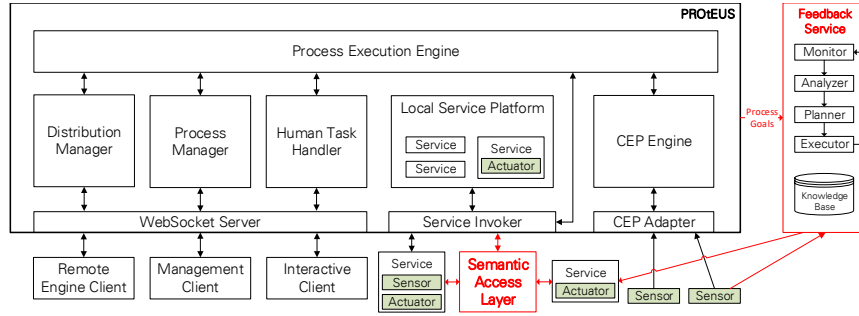 PROtEUS
Feedback
Service
Process Execution Engine
Monitor
Analyzer
Planner
Executor
Knowledge
Base
Process
Goals
Distribution
Manager
Process
Manager
Human Task
Handler
Local Service Platform
Service
Service
Service
Actuator
CEP Engine
WebSocket Server
Service Invoker
CEP Adapter
Remote
Engine Client
Management
Client
Interactive
Client
Service
Sensor
Actuator
Semantic
Access
Layer
Service
Actuator
Sensor
Sensor